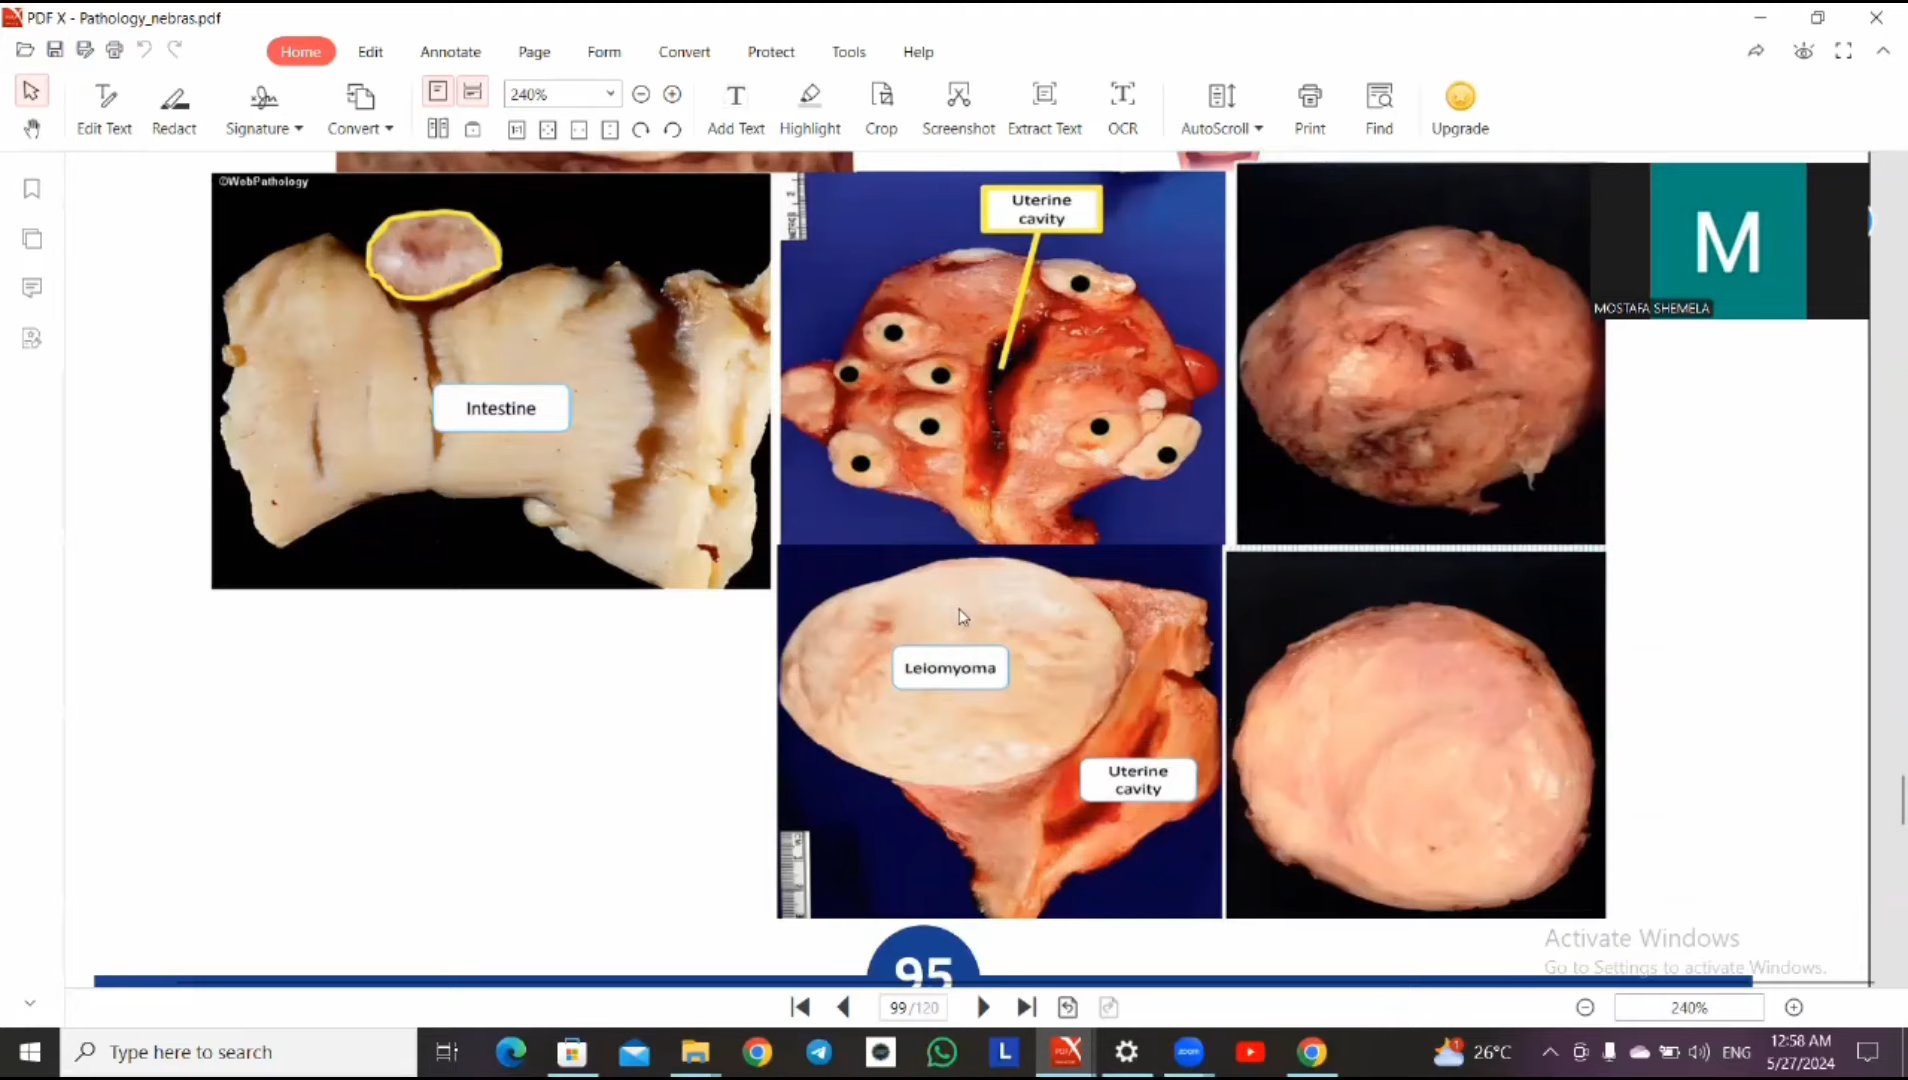 PDF X - Pathology_nebras.pdf
Home Edit Annotate Page Form Convert Protect Tools Help
240%
Edit Text Redact Signature Convert Add Text Highlight Crop Screenshot Extract Text OCR AutoScroll Print Find Upgrade
©WebPathology
Uterine
cavity
M
MOSTAFA SHEMELA
Intestine
Leiomyoma
Uterine
cavity
Activate Windows
Go to Settings to activate Windows.
95
99 /120
240%
Type here to search
L
zoom
1
26°C
ENG
12:58 AM
5/27/2024